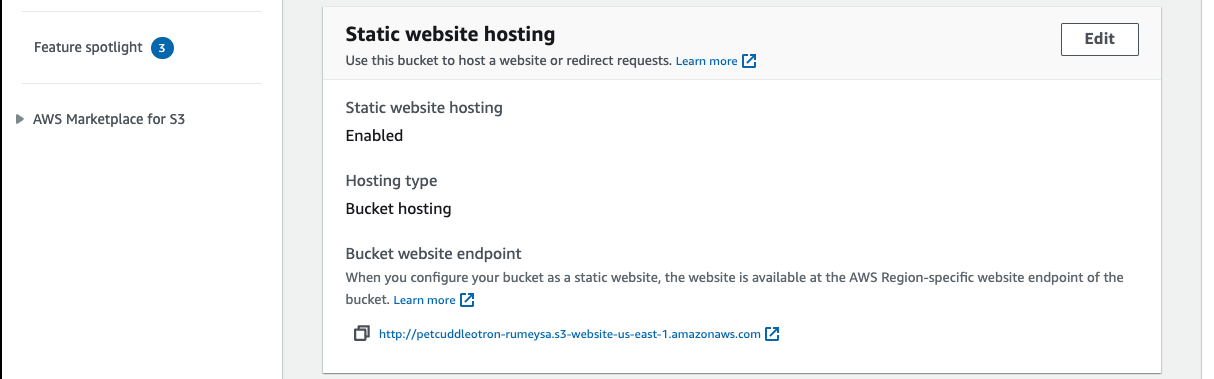 Feature spotlight 3
AWS Marketplace for S3
Static website hosting
Edit
Use this bucket to host a website or redirect requests. Learn more
Static website hosting
Enabled
Hosting type
Bucket hosting
Bucket website endpoint
When you configure your bucket as a static website, the website is available at the AWS Region-specific website endpoint of the
bucket. Learn more
http://petcuddleotron-rumeysa.s3-website-us-east-1.amazonaws.com